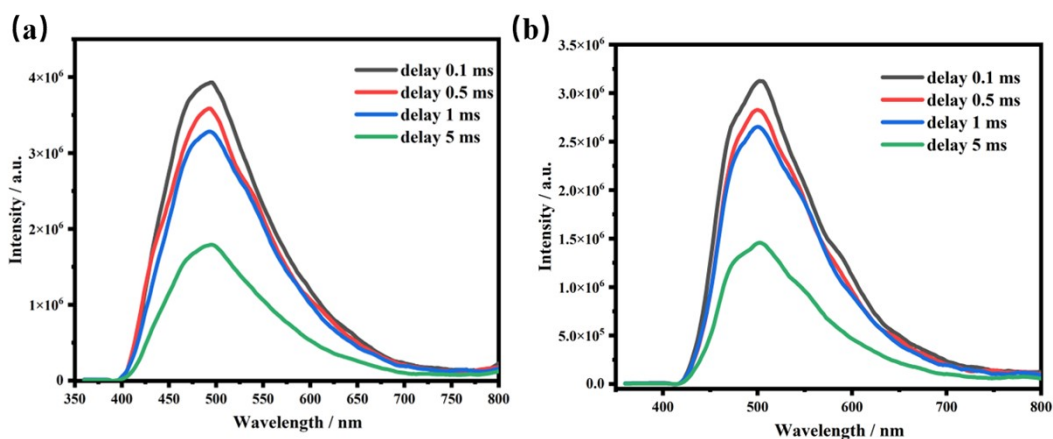 (a)
Intensity / a.u.
4×10⁶
3×10⁶
2×10⁶
1×10⁶
0
350 400 450 500 550 600 650 700 750 800
Wavelength / nm
delay 0.1 ms
delay 0.5 ms
delay 1 ms
delay 5 ms
(b)
Intensity / a.u.
3.5×10⁶
3.0×10⁶
2.5×10⁶
2.0×10⁶
1.5×10⁶
1.0×10⁶
5.0×10⁵
0.0
400 500 600 700 800
Wavelength / nm
delay 0.1 ms
delay 0.5 ms
delay 1 ms
delay 5 ms